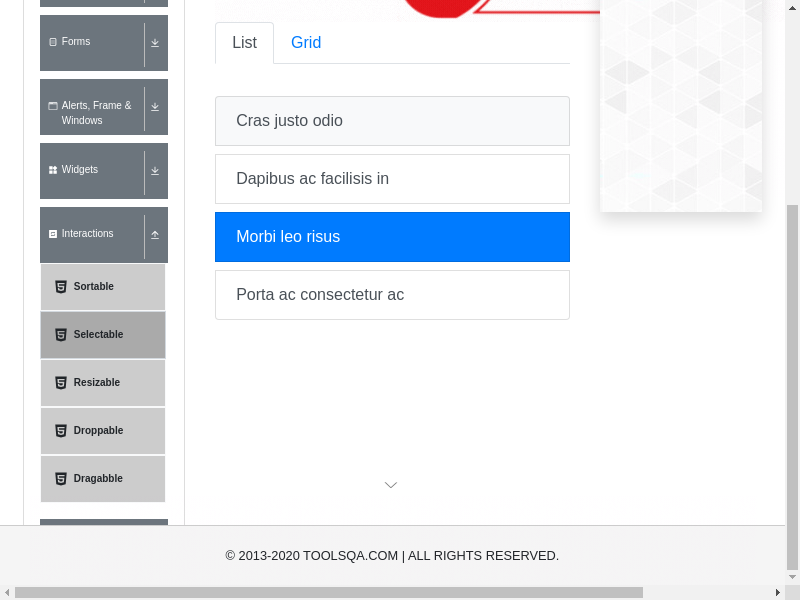 Forms
Alerts, Frame &
Windows
Widgets
Interactions
Sortable
Selectable
Resizable
Droppable
Dragabble
List
Grid
Cras justo odio
Dapibus ac facilisis in
Morbi leo risus
Porta ac consectetur ac
© 2013-2020 TOOLSQA.COM | ALL RIGHTS RESERVED.